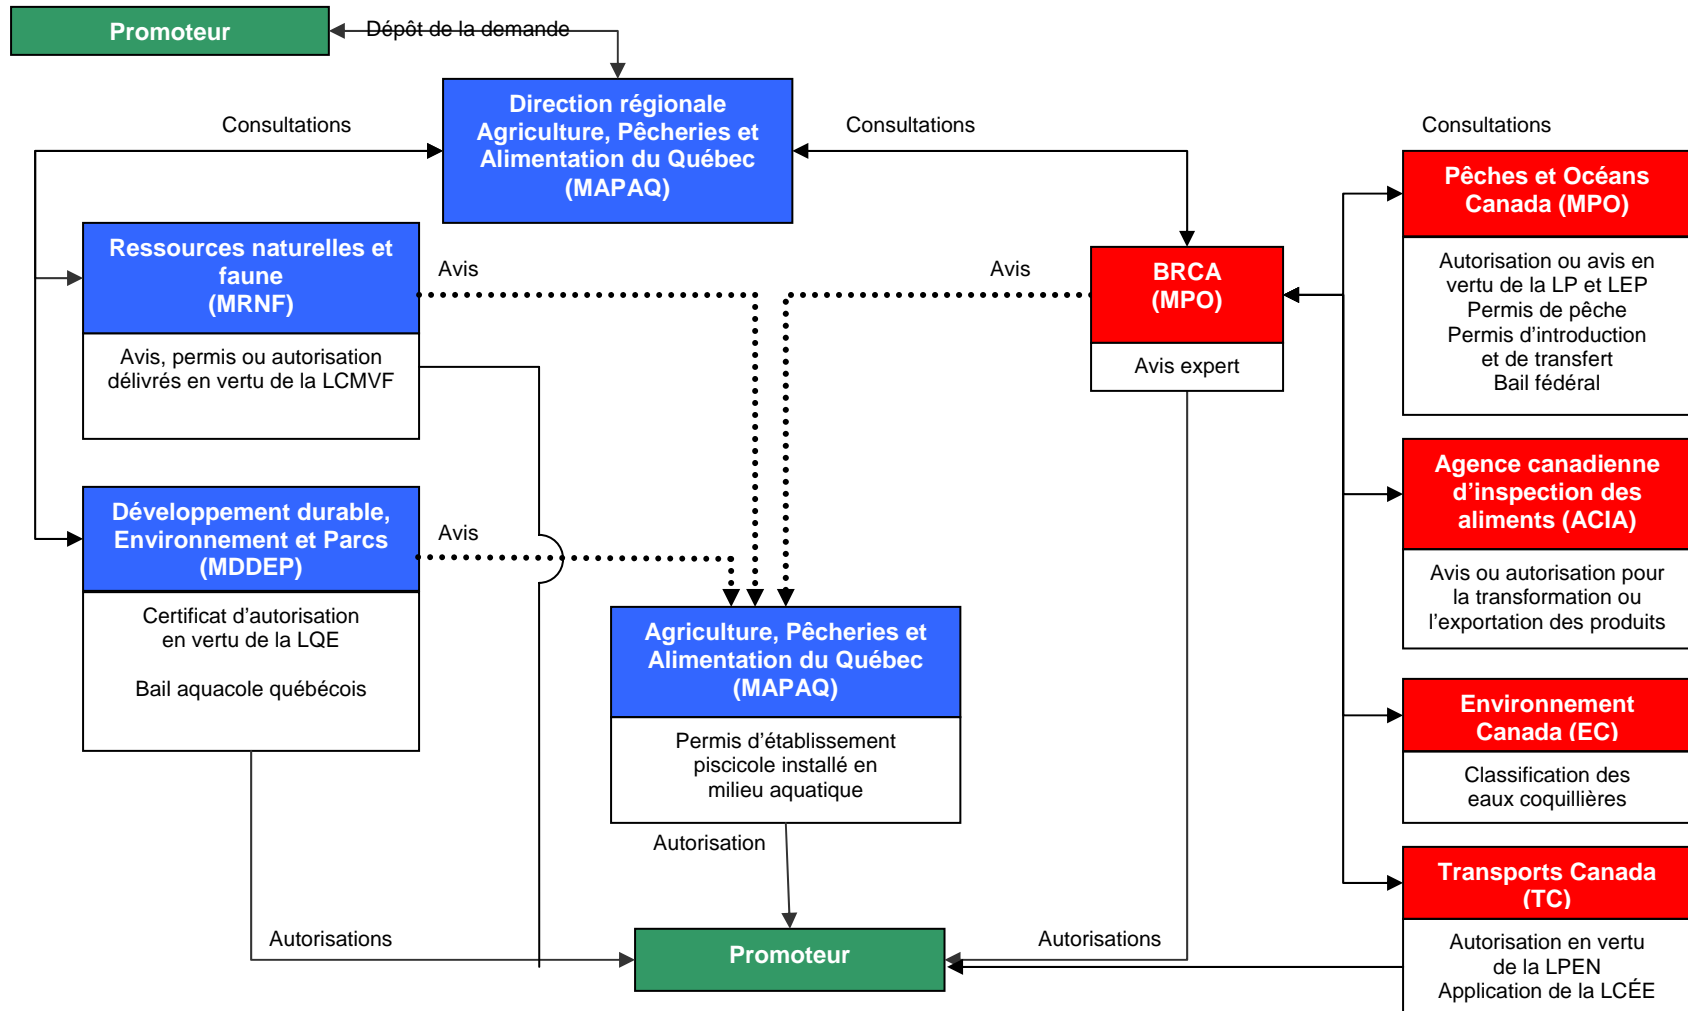 Promoteur
Dépôt de la demande
Direction régionale
Agriculture, Pêcheries et
Alimentation du Québec
(MAPAQ)
Consultations
Consultations
Consultations
Pêches et Océans
Canada (MPO)
Autorisation ou avis en
vertu de la LP et LEP
Permis de pêche
Permis d'introduction
et de transfert
Bail fédéral
Ressources naturelles et
faune
(MRNF)
Avis, permis ou autorisation
délivrés en vertu de la LCMVF
Avis
Avis
BRCA
(MPO)
Avis expert
Agence canadienne
d'inspection des
aliments (ACIA)
Avis ou autorisation pour
la transformation ou
l'exportation des produits
Développement durable,
Environnement et Parcs
(MDDEP)
Certificat d'autorisation
en vertu de la LQE
Bail aquacole québécois
Avis
Agriculture, Pêcheries et
Alimentation du Québec
(MAPAQ)
Permis d'établissement
piscicole installé en
milieu aquatique
Environnement
Canada (EC)
Classification des
eaux coquillières
Autorisation
Transports Canada
(TC)
Autorisation en vertu
de la LPEN
Application de la LCÉE
Autorisations
Promoteur
Autorisations